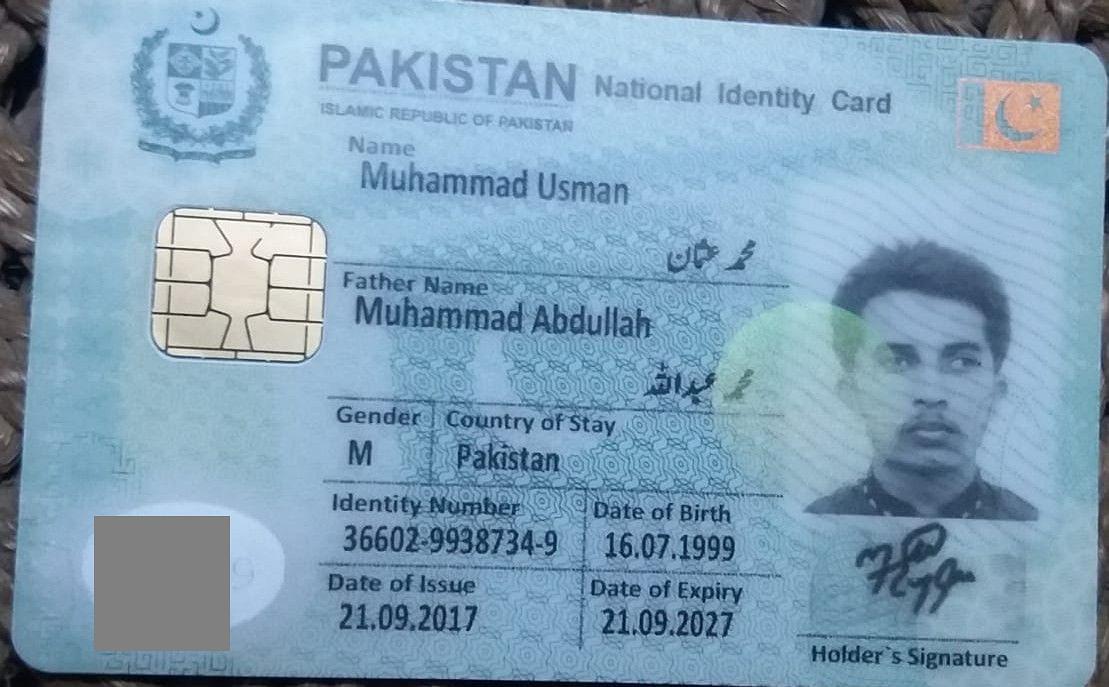 PAKISTAN National Identity Card
ISLAMIC REPUBLIC OF PAKISTAN
Name
Muhammad Usman
محمد عثمان
Father Name
Muhammad Abdullah
محمد عبداللہ
Gender Country of Stay
M Pakistan
Identity Number Date of Birth
36602-9938734-9 16.07.1999
Date of Issue Date of Expiry
21.09.2017 21.09.2027
Holder`s Signature